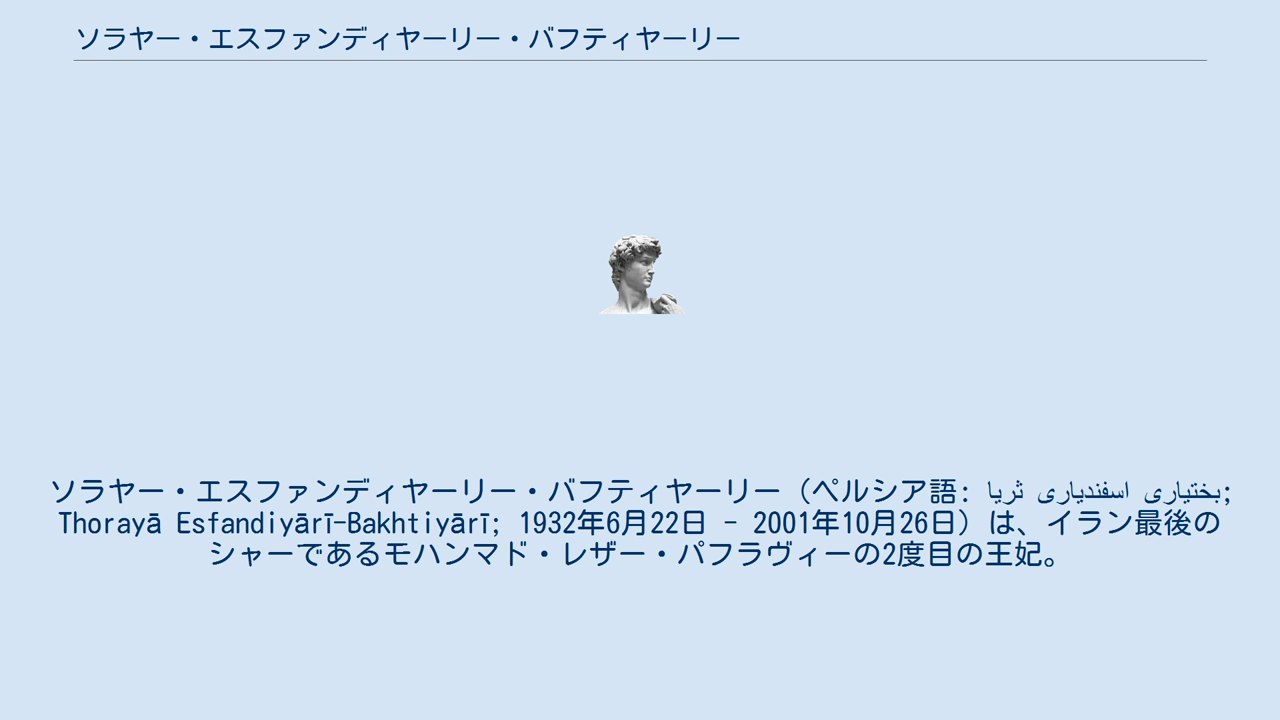 ソラヤー・エスファンディヤーリー・バフティヤーリー
ソラヤー・エスファンディヤーリー・バフティヤーリー（ペルシア語: ثریا اسفندیاری بختیاری;
Thorayā Esfandiyārī-Bakhtiyārī; 1932年6月22日 - 2001年10月26日）は、イラン最後の
シャーであるモハンマド・レザー・パフラヴィーの2度目の王妃。